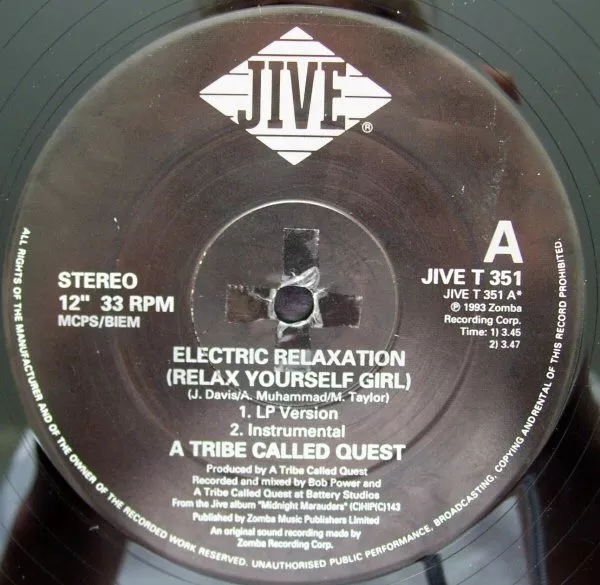 JIVE
®
A
STEREO
12" 33 RPM
MCPS/BIEM
JIVE T 351
JIVE T 351 A*
℗ 1993 Zomba
Recording Corp.
Time: 1) 3.45
2) 3.47
ELECTRIC RELAXATION
(RELAX YOURSELF GIRL)
(J. Davis/A. Muhammad/M. Taylor)
1. LP Version
2. Instrumental
A TRIBE CALLED QUEST
Produced by A Tribe Called Quest
Recorded and mixed by Bob Power and
A Tribe Called Quest at Battery Studios
From the Jive album "Midnight Marauders" (C)HIP(C)143
Published by Zomba Music Publishers Limited
An original sound recording made by
Zomba Recording Corp.
ALL RIGHTS OF THE MANUFACTURER AND OF THE OWNER OF THE RECORDED WORK RESERVED. UNAUTHORISED PUBLIC PERFORMANCE, BROADCASTING, COPYING ANDRENTAL OF THIS RECORD PROHIBITED.